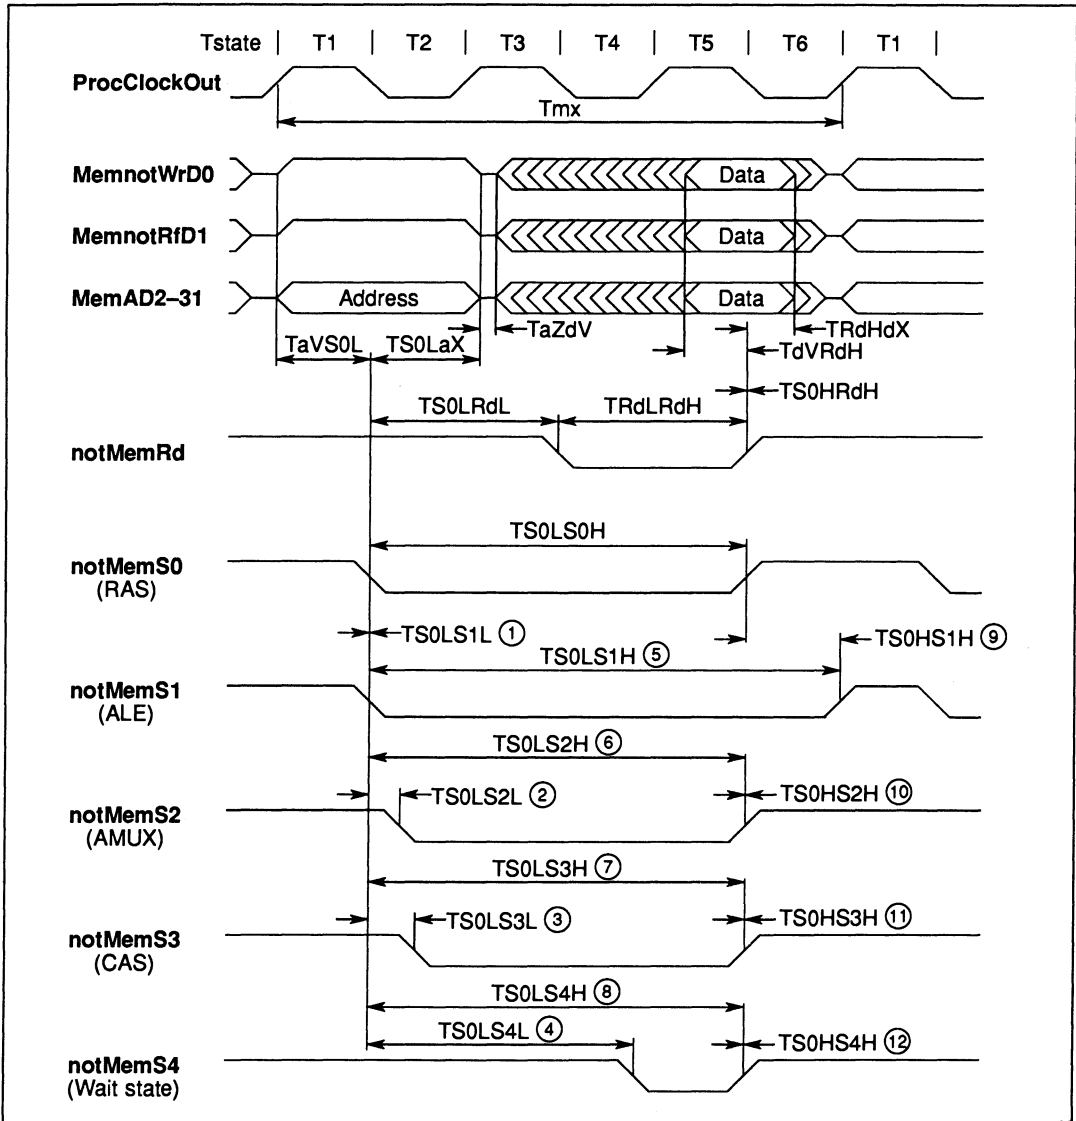 Tstate | T1 | T2 | T3 | T4 | T5 | T6 | T1 |
ProcClockOut
Tmx
MemnotWrD0 Data
MemnotRfD1 Data
MemAD2–31 Address Data
TaZdV TRdHdX
TaVS0L TS0LaX TdVRdH
TS0LRdL TRdLRdH TS0HRdH
notMemRd
TS0LS0H
notMemS0
(RAS)
TS0LS1L ① TS0HS1H ⑨
TS0LS1H ⑤
notMemS1
(ALE)
TS0LS2H ⑥
TS0LS2L ② TS0HS2H ⑩
notMemS2
(AMUX)
TS0LS3H ⑦
TS0LS3L ③ TS0HS3H ⑪
notMemS3
(CAS)
TS0LS4H ⑧
TS0LS4L ④ TS0HS4H ⑫
notMemS4
(Wait state)